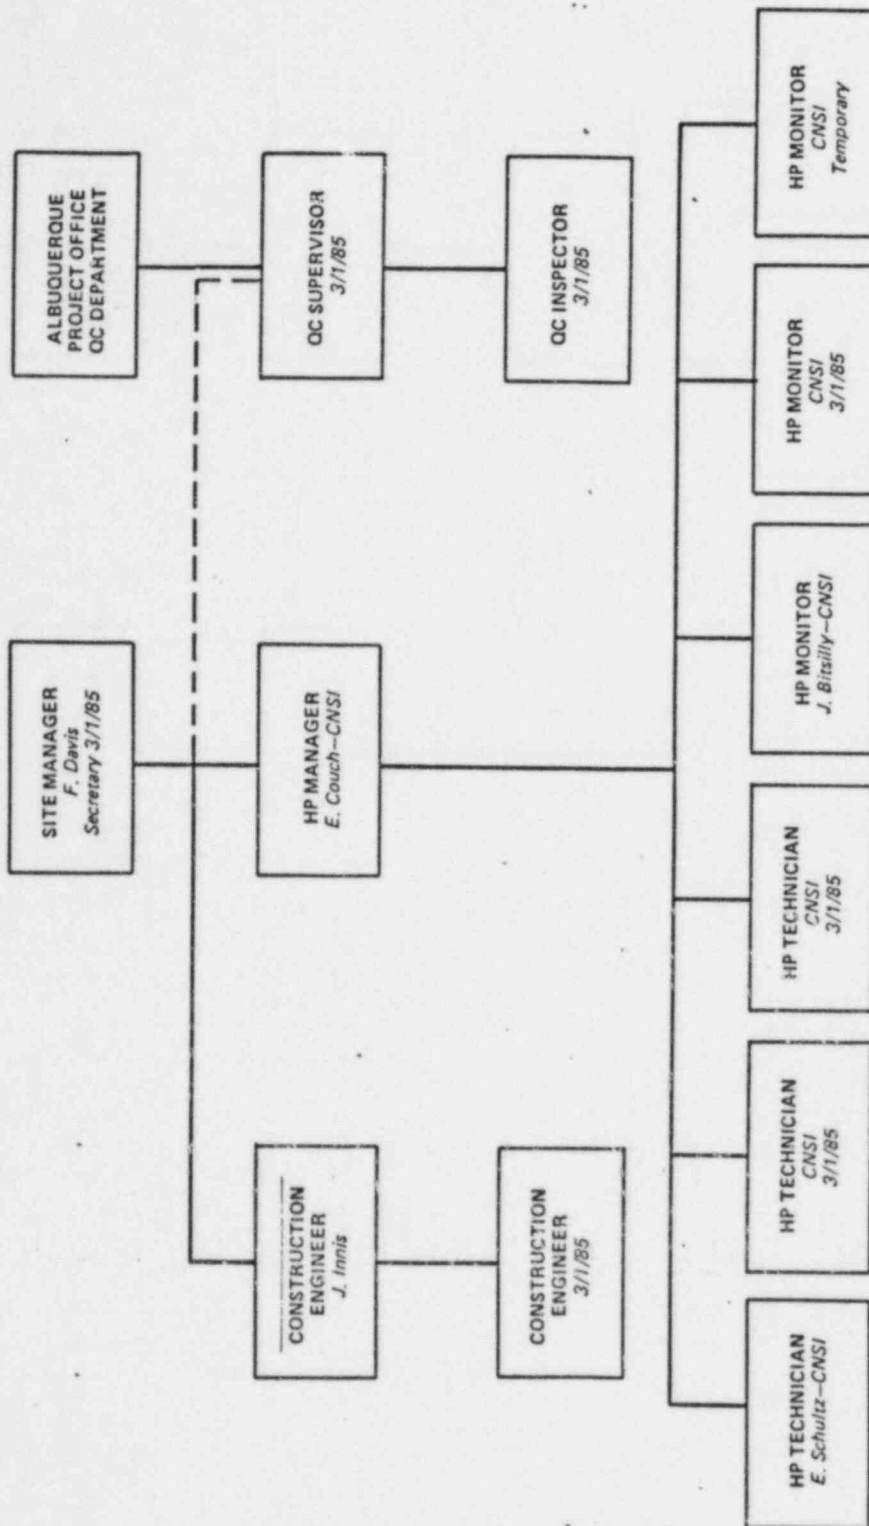 SITE MANAGER
F. Davis
Secretary 3/1/85
ALBUQUERQUE
PROJECT OFFICE
QC DEPARTMENT
CONSTRUCTION
ENGINEER
J. Innis
HP MANAGER
E. Couch—CNSI
QC SUPERVISOR
3/1/85
CONSTRUCTION
ENGINEER
3/1/85
QC INSPECTOR
3/1/85
HP TECHNICIAN
E. Schultz—CNSI
HP TECHNICIAN
CNSI
3/1/85
HP TECHNICIAN
CNSI
3/1/85
HP MONITOR
J. Bitsilly—CNSI
HP MONITOR
CNSI
3/1/85
HP MONITOR
CNSI
Temporary